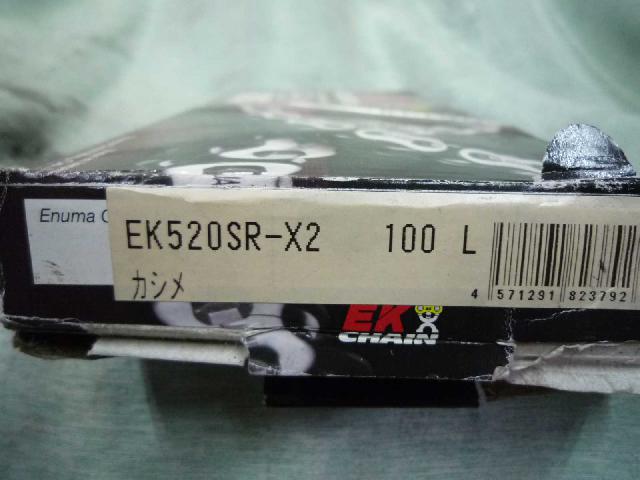 Enuma
EK520SR-X2 100 L
カシメ
4 571291 823792
EK
CHAIN